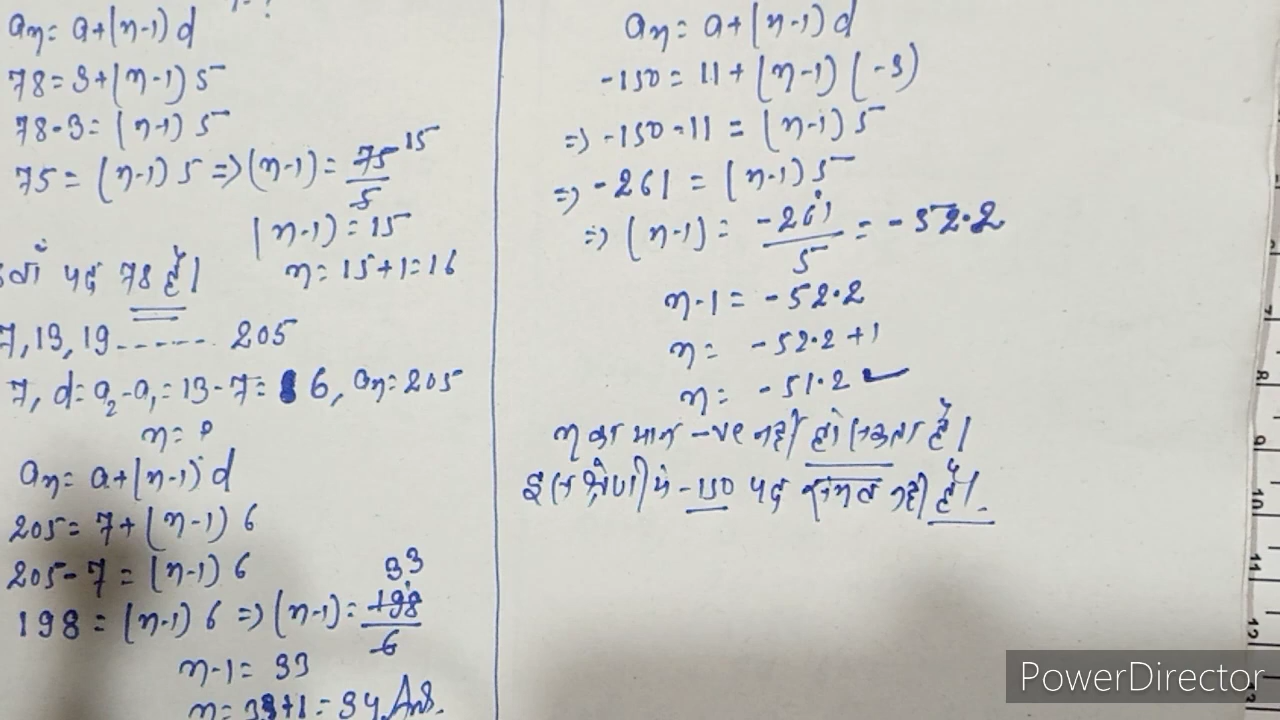 an = a+(n-1) d
78 = 3+(n-1) 5
78-3 = (n-1) 5
75 = (n-1) 5 => (n-1) = 75/5 15
(n-1) = 15
n = 15+1 = 16
वाँ पद 78 है।
7, 13, 19 ------ 205
7, d = a2-a1 = 13-7 = 6, an = 205
n = ?
an = a+(n-1) d
205 = 7+(n-1) 6
205-7 = (n-1) 6
198 = (n-1) 6 => (n-1) = 198/6 33
n-1 = 33
n = 33+1 = 34 Ans.
an = a+(n-1) d
-150 = 11 + (n-1) (-3)
=> -150-11 = (n-1) 5
=> -261 = (n-1) 5
=> (n-1) = -261/5 = -52.2
n-1 = -52.2
n = -52.2+1
n = -51.2
n का मान -ve नहीं हो सकता है।
इस श्रेणी में -150 पद संभव नहीं है।
PowerDirector